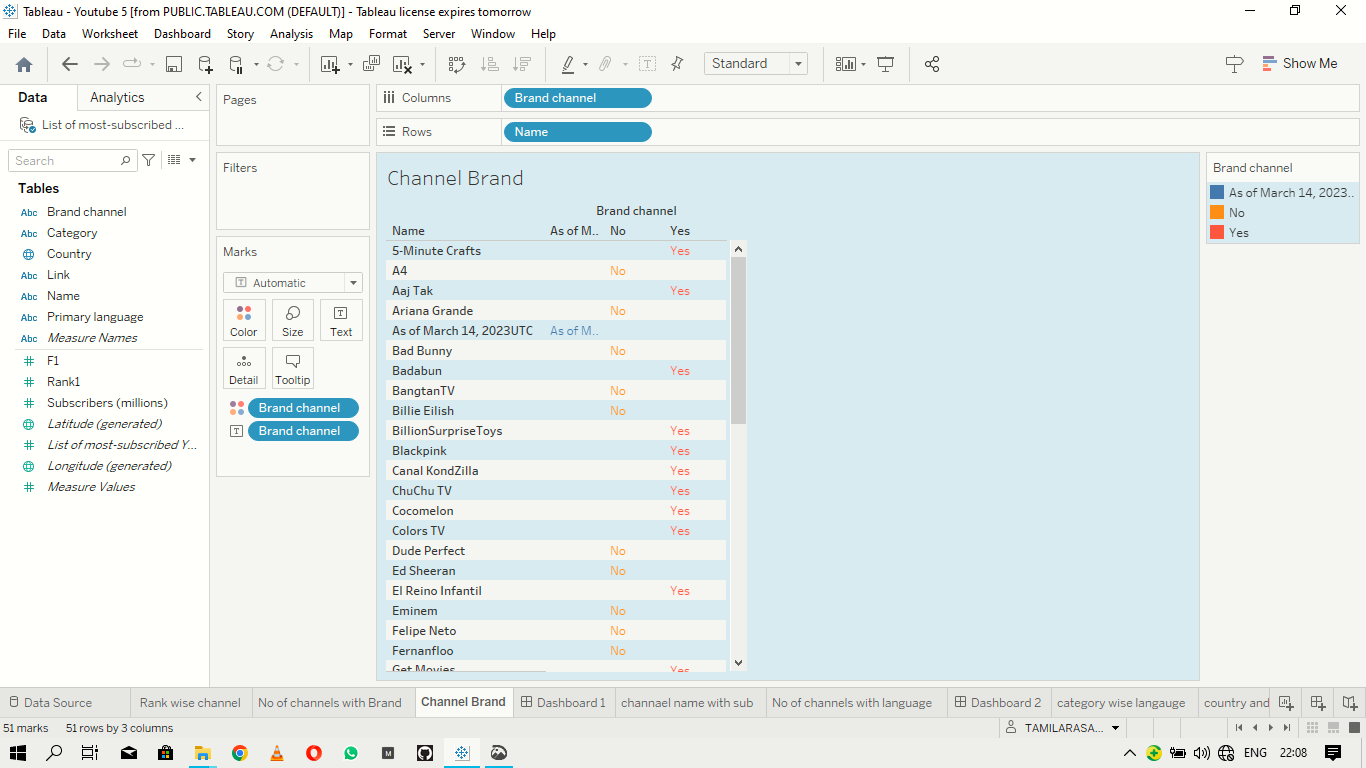 Tableau - Youtube 5 [from PUBLIC.TABLEAU.COM (DEFAULT)] - Tableau license expires tomorrow
File Data Worksheet Dashboard Story Analysis Map Format Server Window Help
Standard
Show Me
Data Analytics
List of most-subscribed ...
Search
Tables
Abc Brand channel
Abc Category
Country
Abc Link
Abc Name
Abc Primary language
Abc Measure Names
F1
Rank1
Subscribers (millions)
Latitude (generated)
List of most-subscribed Y...
Longitude (generated)
Measure Values
Pages
Filters
Marks
T Automatic
Color Size Text
Detail Tooltip
Brand channel
T Brand channel
Columns Brand channel
Rows Name
Channel Brand
Brand channel
Name As of M.. No Yes
5-Minute Crafts Yes
A4 No
Aaj Tak Yes
Ariana Grande No
As of March 14, 2023UTC As of M..
Bad Bunny No
Badabun Yes
BangtanTV No
Billie Eilish No
BillionSurpriseToys Yes
Blackpink Yes
Canal KondZilla Yes
ChuChu TV Yes
Cocomelon Yes
Colors TV Yes
Dude Perfect No
Ed Sheeran No
El Reino Infantil Yes
Eminem No
Felipe Neto No
Fernanfloo No
Get Movies Yes
Brand channel
As of March 14, 2023..
No
Yes
Data Source Rank wise channel No of channels with Brand Channel Brand Dashboard 1 channael name with sub No of channels with language Dashboard 2 category wise langauge country and
51 marks 51 rows by 3 columns TAMILARASA...
M ENG 22:08